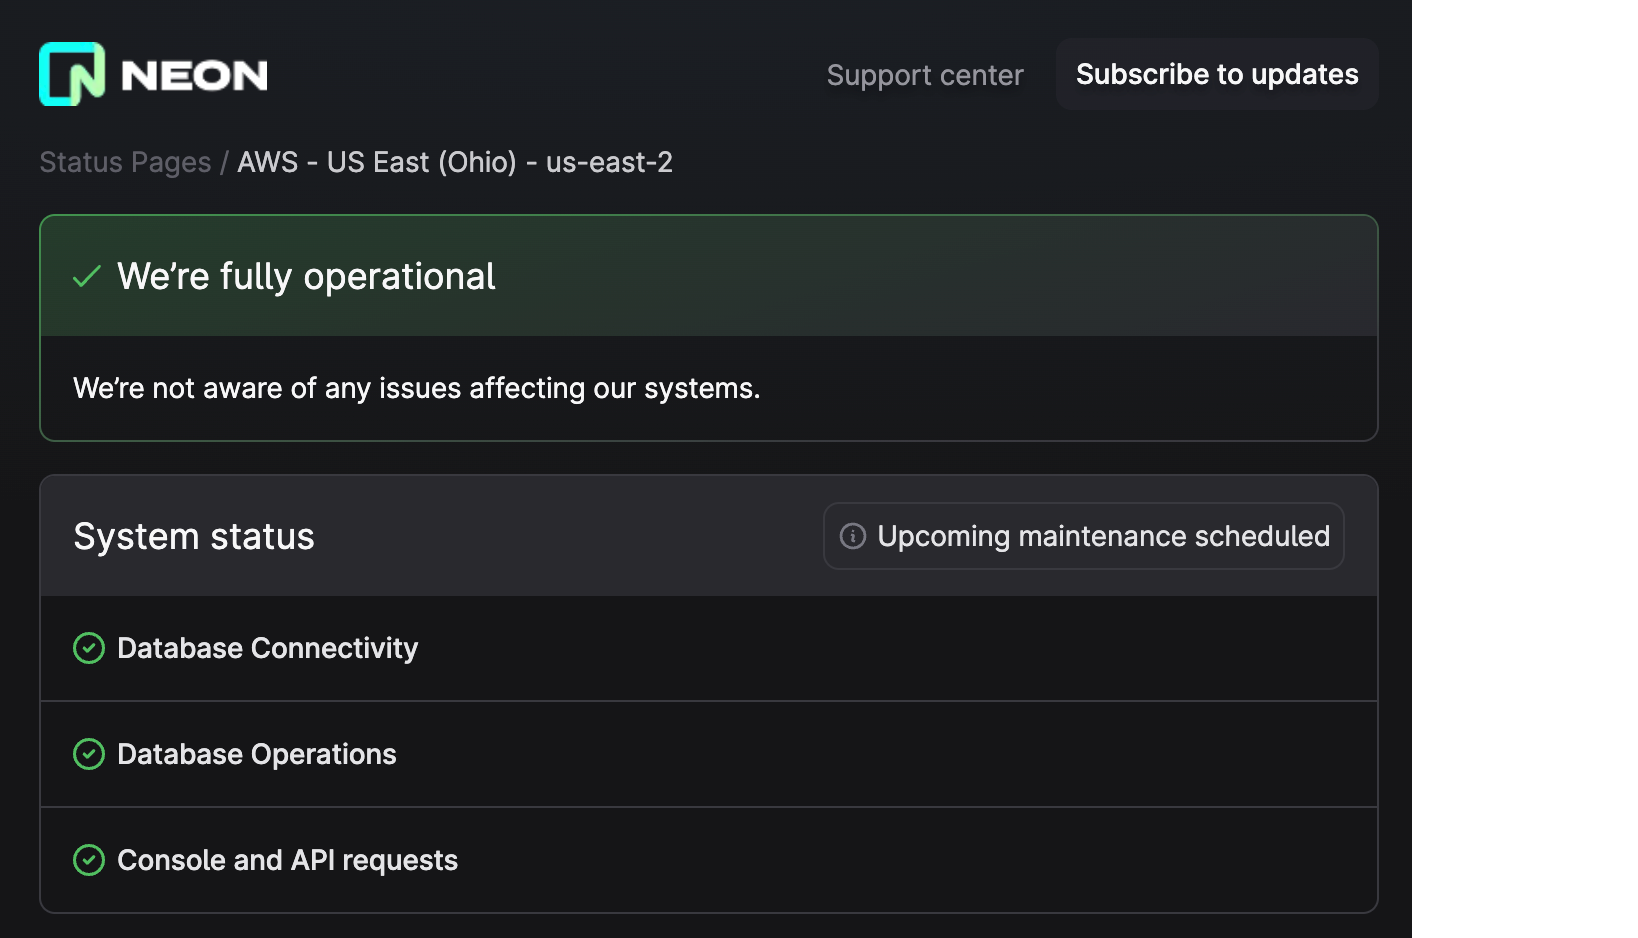 NEON
Support center
Subscribe to updates
Status Pages / AWS - US East (Ohio) - us-east-2
We’re fully operational
We’re not aware of any issues affecting our systems.
System status
Upcoming maintenance scheduled
Database Connectivity
Database Operations
Console and API requests